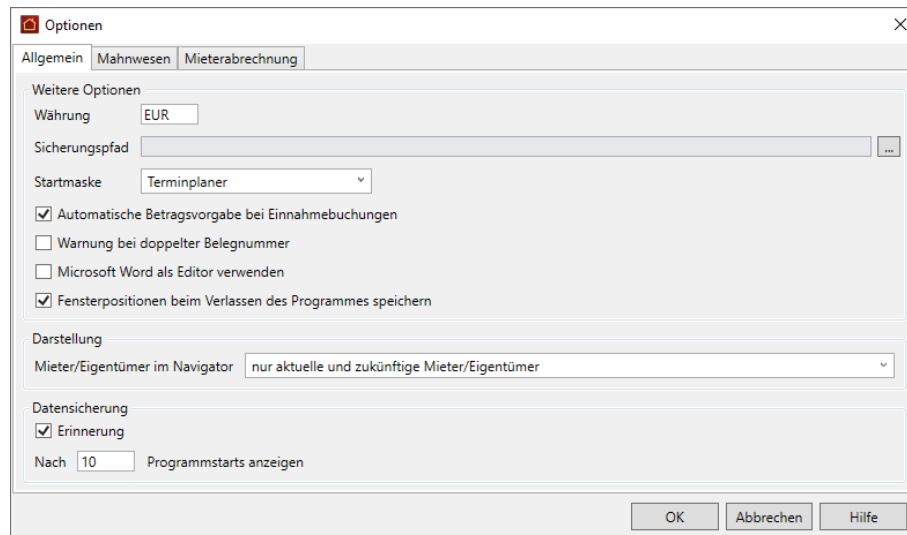 Optionen
Allgemein Mahnwesen Mieterabrechnung
Weitere Optionen
Währung EUR
Sicherungspfad ...
Startmaske Terminplaner
Automatische Betragsvorgabe bei Einnahmebuchungen
Warnung bei doppelter Belegnummer
Microsoft Word als Editor verwenden
Fensterpositionen beim Verlassen des Programmes speichern
Darstellung
Mieter/Eigentümer im Navigator nur aktuelle und zukünftige Mieter/Eigentümer
Datensicherung
Erinnerung
Nach 10 Programmstarts anzeigen
OK Abbrechen Hilfe